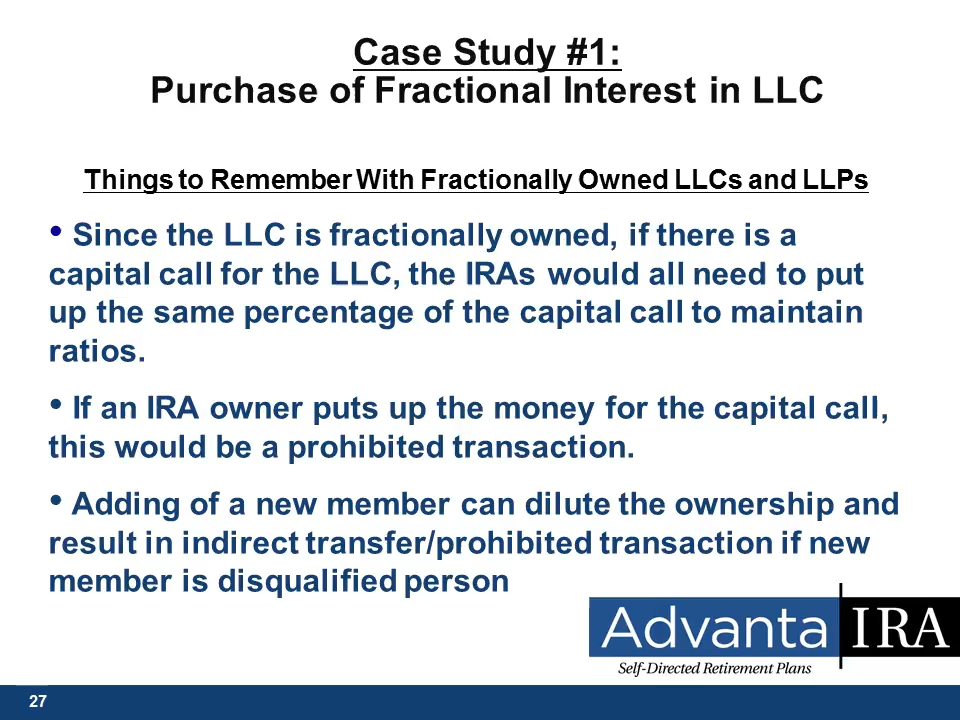 Case Study #1:
Purchase of Fractional Interest in LLC
Things to Remember With Fractionally Owned LLCs and LLPs
• Since the LLC is fractionally owned, if there is a
capital call for the LLC, the IRAs would all need to put
up the same percentage of the capital call to maintain
ratios.
• If an IRA owner puts up the money for the capital call,
this would be a prohibited transaction.
• Adding of a new member can dilute the ownership and
result in indirect transfer/prohibited transaction if new
member is disqualified person
Advanta IRA
Self-Directed Retirement Plans
27